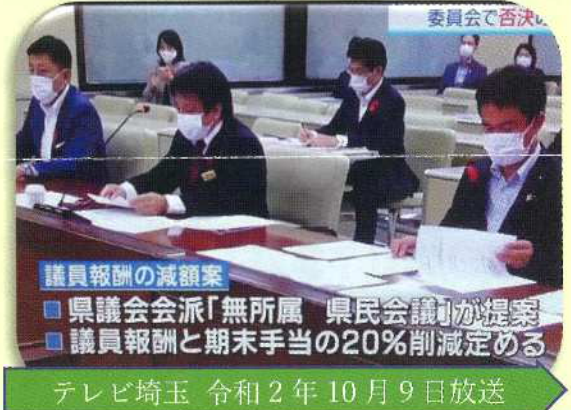 委員会で否決
議員報酬の減額案
■県議会会派「無所属 県民会議」が提案
■議員報酬と期末手当の20%削減定める
テレビ埼玉 令和2年10月9日放送